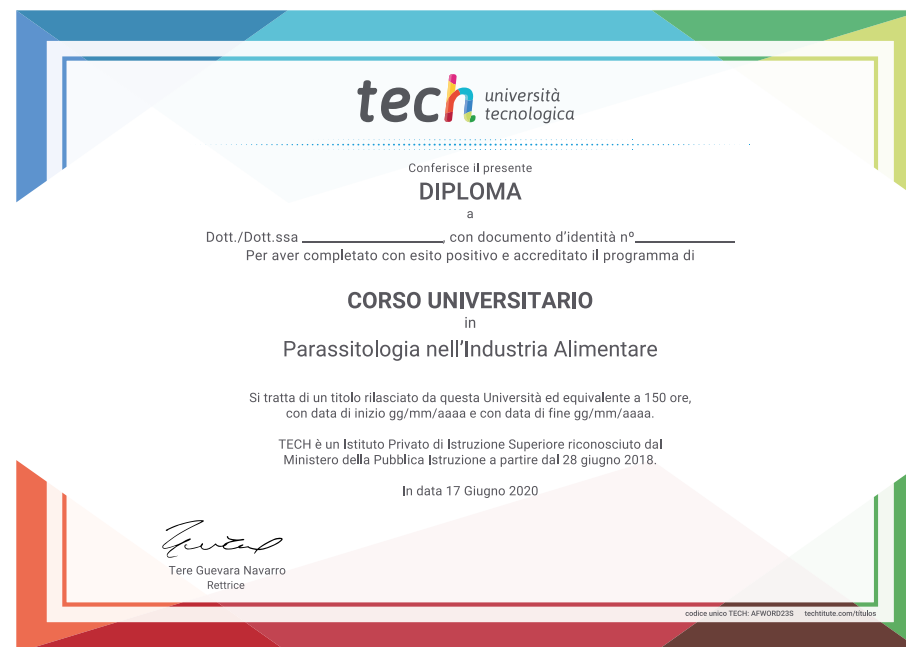 tech università
tecnologica
Conferisce il presente
DIPLOMA
a
Dott./Dott.ssa ________________, con documento d'identità nº____________
Per aver completato con esito positivo e accreditato il programma di
CORSO UNIVERSITARIO
in
Parassitologia nell'Industria Alimentare
Si tratta di un titolo rilasciato da questa Università ed equivalente a 150 ore,
con data di inizio gg/mm/aaaa e con data di fine gg/mm/aaaa.
TECH è un Istituto Privato di Istruzione Superiore riconosciuto dal
Ministero della Pubblica Istruzione a partire dal 28 giugno 2018.
In data 17 Giugno 2020
Tere Guevara Navarro
Rettrice
codice unico TECH: AFWORD23S techtitute.com/títulos